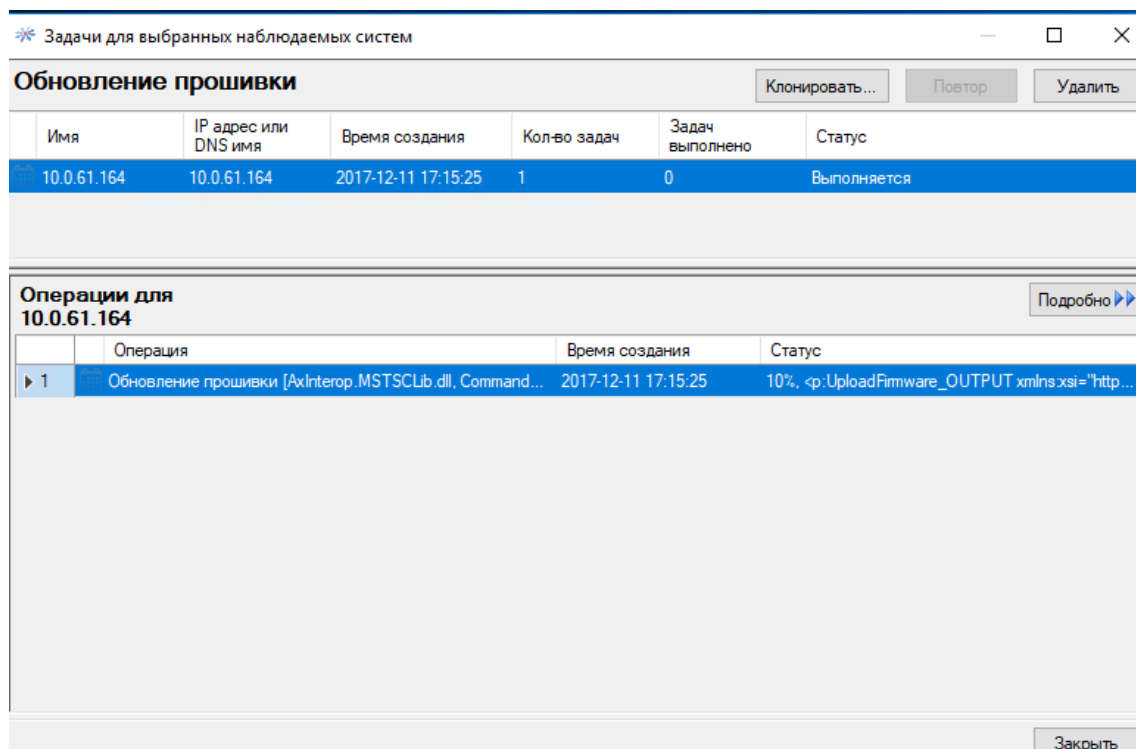 Задачи для выбранных наблюдаемых систем
Обновление прошивки
Клонировать... Повтор Удалить
Имя IP адрес или DNS имя Время создания Кол-во задач Задач выполнено Статус
10.0.61.164 10.0.61.164 2017-12-11 17:15:25 1 0 Выполняется
Операции для
10.0.61.164
Подробно
Операция Время создания Статус
1 Обновление прошивки [AxInterop.MSTSCLib.dll, Command... 2017-12-11 17:15:25 10%, <p:UploadFirmware_OUTPUT xmlns:xsi="http...
Закрыть